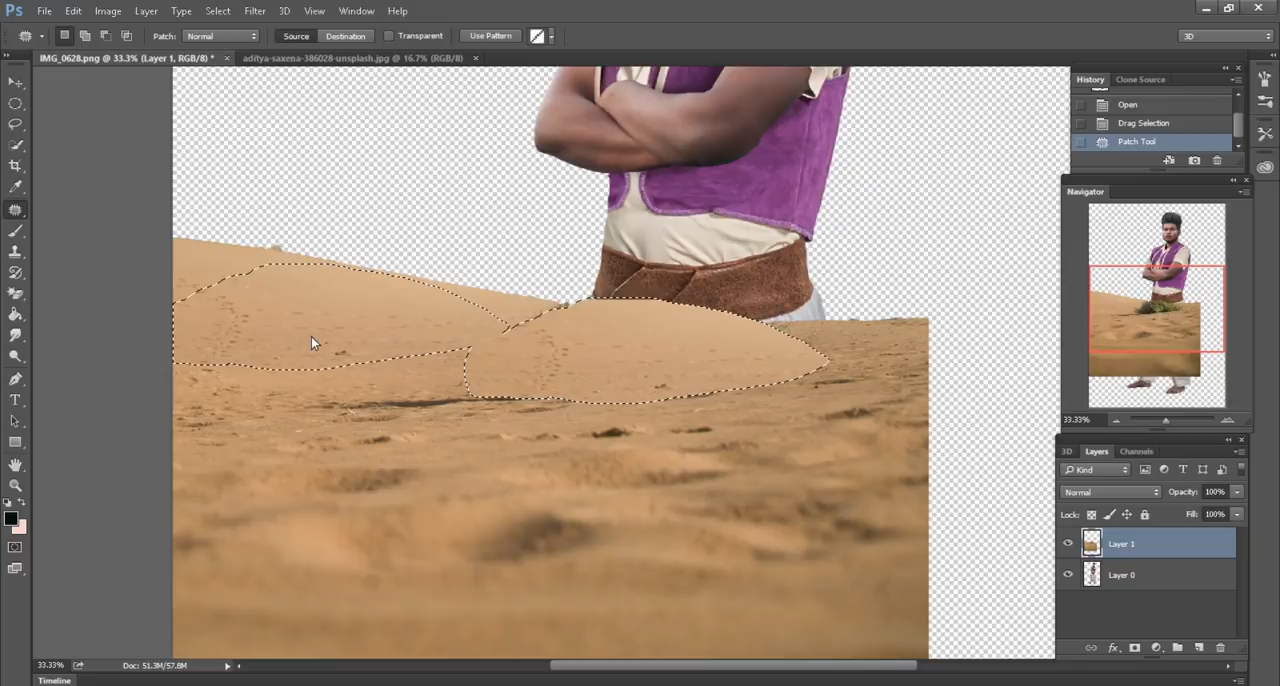 Ps File Edit Image Layer Type Select Filter 3D View Window Help
Patch: Normal Source Destination Transparent Use Pattern 3D
IMG_0628.png @ 33.3% (Layer 1, RGB/8) * × aditya-saxena-386028-unsplash.jpg @ 16.7% (RGB/8) ×
History Clone Source
Open
Drag Selection
Patch Tool
Navigator
33.33%
3D Layers Channels
Kind
Normal Opacity: 100%
Lock: Fill: 100%
Layer 1
Layer 0
33.33% Doc: 51.3M/57.8M
Timeline